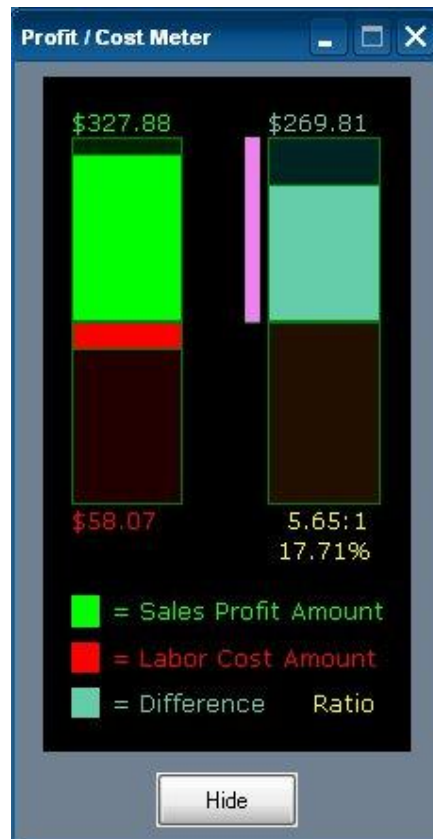 Profit / Cost Meter
$327.88 $269.81
$58.07 5.65:1
17.71%
= Sales Profit Amount
= Labor Cost Amount
= Difference Ratio
Hide